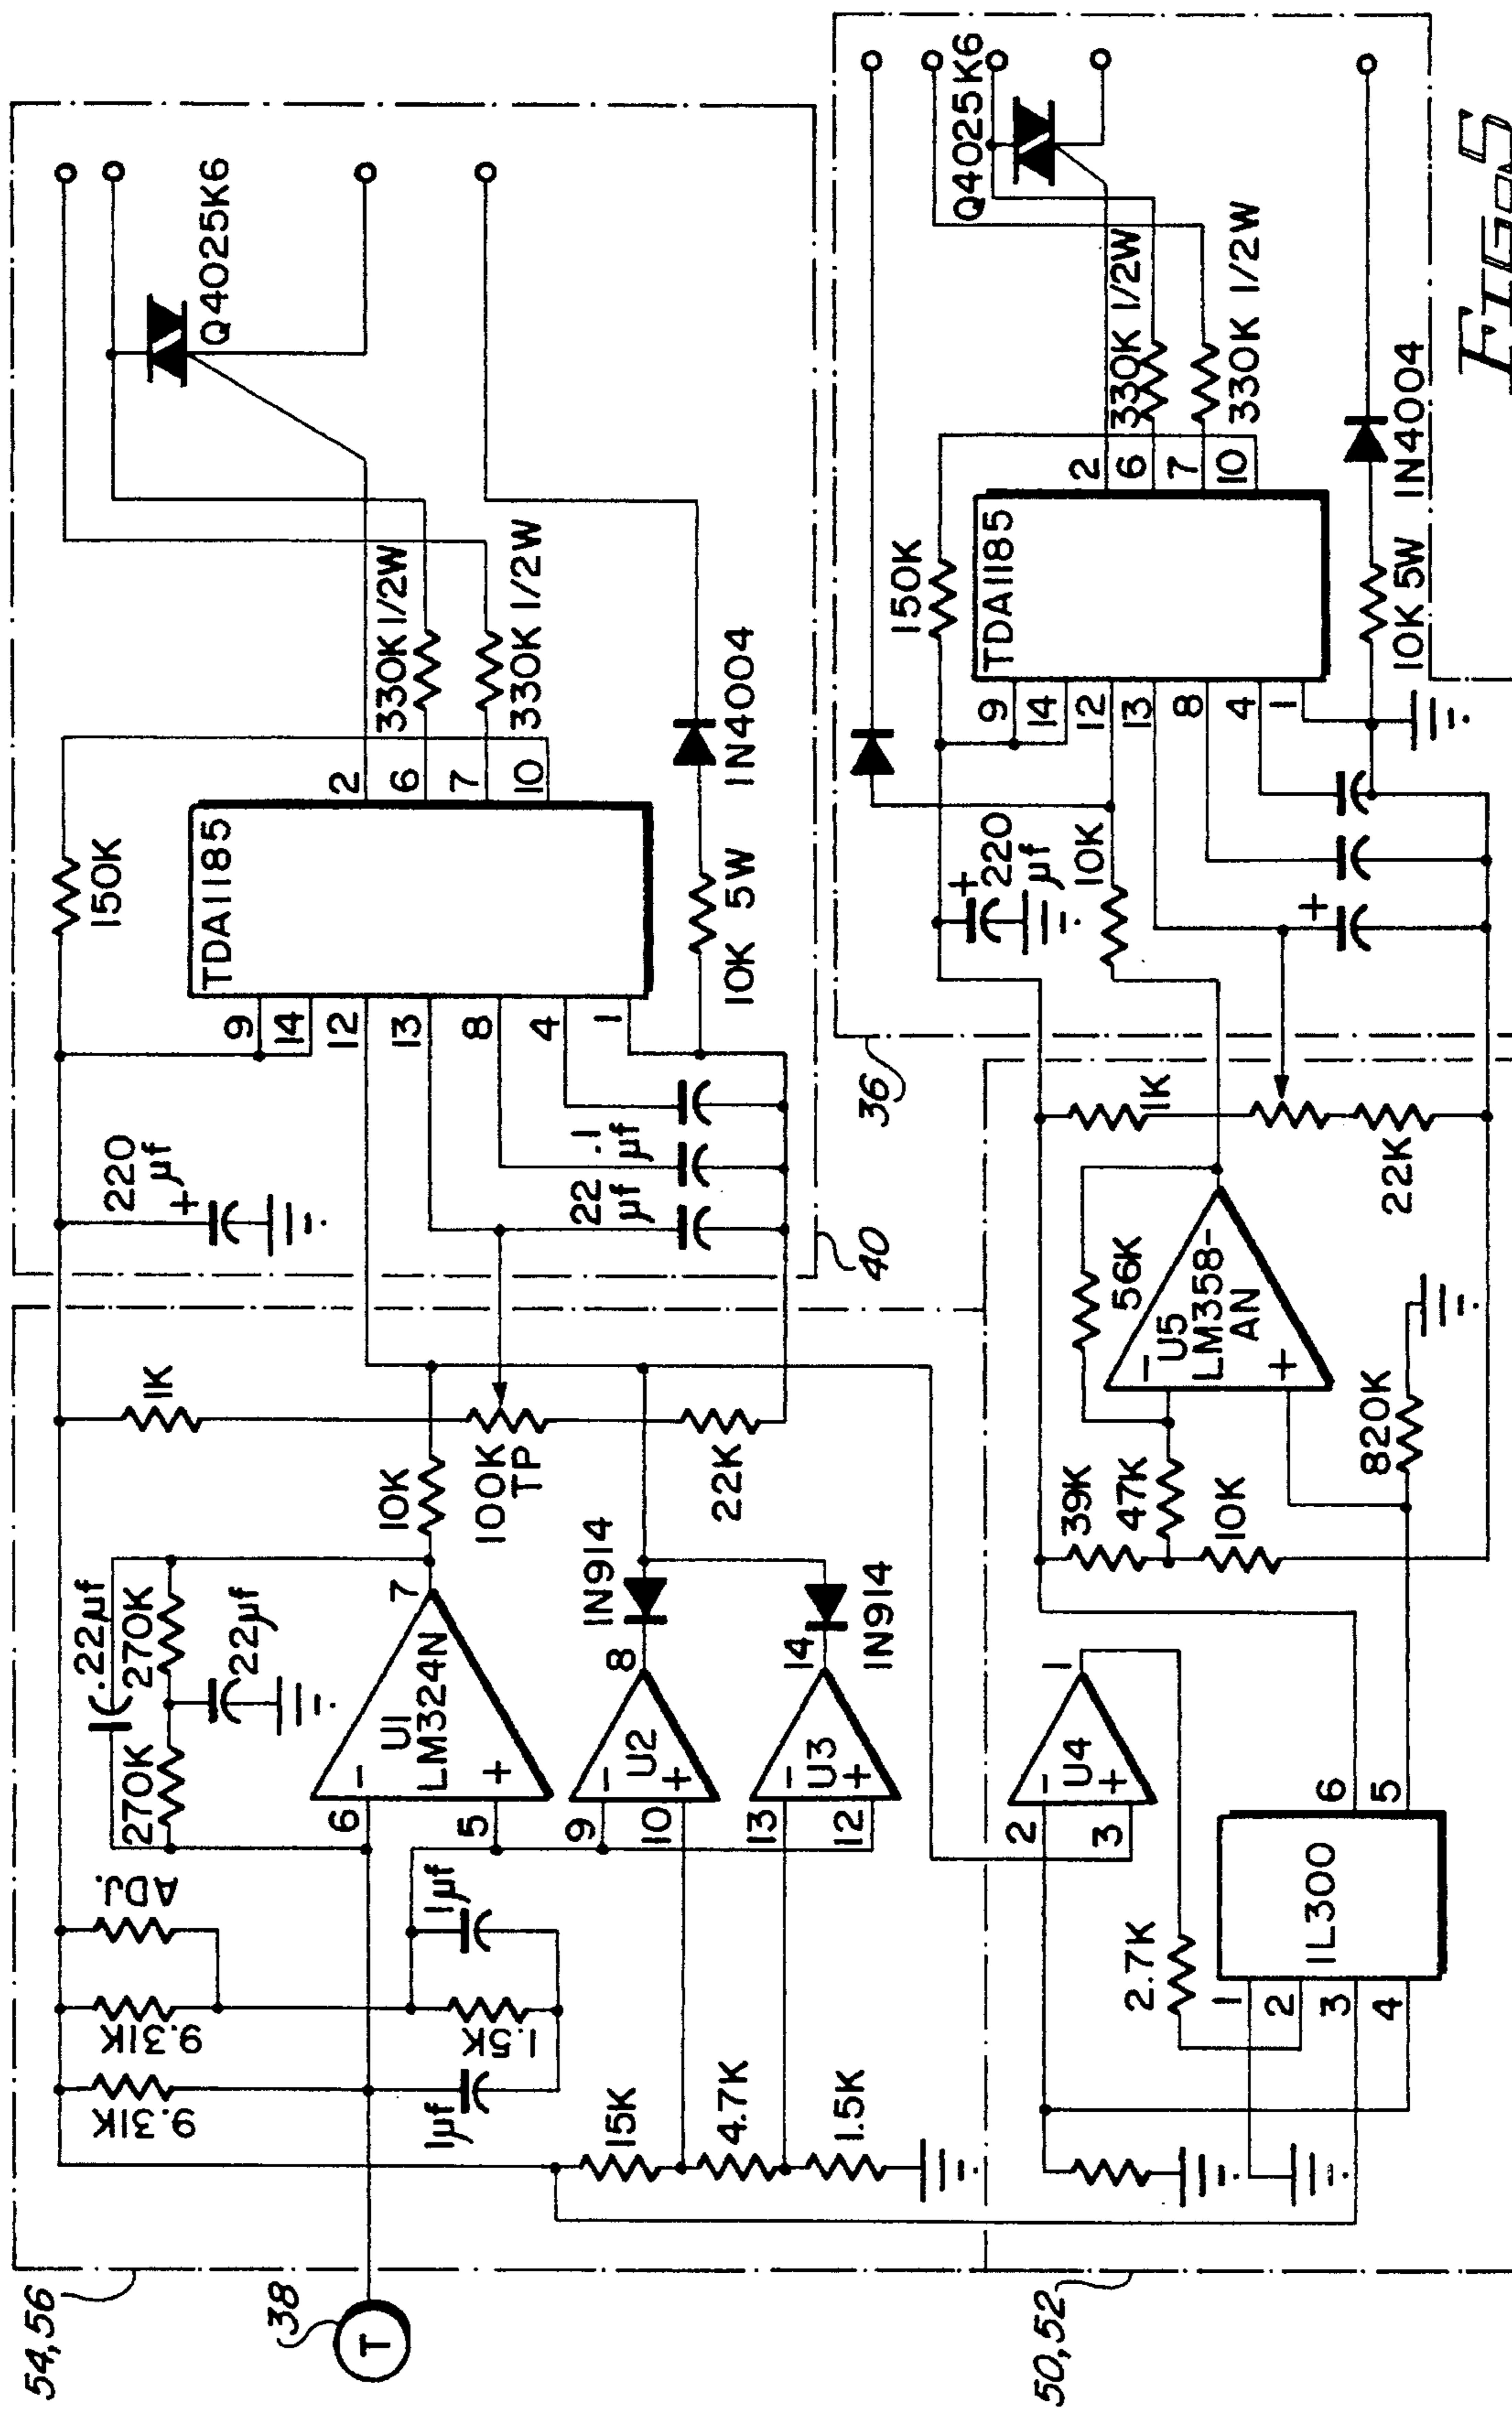 54,56
38
T
9.31K
9.31K
ADJ.
1µf
1.5K
1µf
270K
.22µf
270K
22µf
6
5
−
+
U1
LM324N
7
10K
1K
100K
TP
22K
15K
4.7K
1.5K
9
10
−
+
U2
8
1N914
13
12
−
+
U3
14
1N914
220
µf
+
22
µf
.1
µf
40
9
14
12
13
8
4
1
TDA1185
150K
2
6
7
10
330K 1/2W
330K 1/2W
10K 5W
1N4004
Q4025K6
50,52
2
3
−
+
U4
1
2.7K
1
2
3
4
IL300
6
5
39K
47K
10K
820K
56K
−
+
U5
LM358-
AN
1K
22K
36
+
220
µf
10K
+
9
14
12
13
8
4
1
TDA1185
150K
2
6
7
10
330K 1/2W
330K 1/2W
10K 5W
1N4004
Q4025K6
FIG. 5